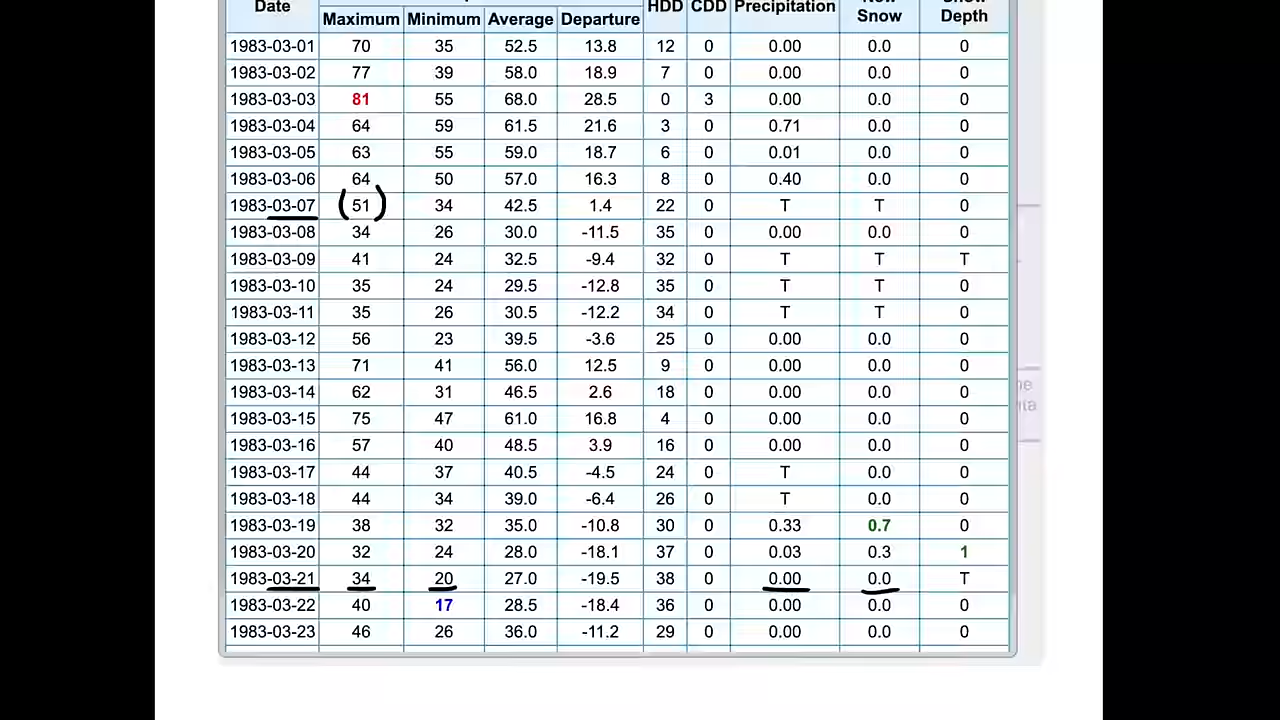 Date HDD CDD Precipitation New Snow Snow Depth
Maximum Minimum Average Departure
1983-03-01 70 35 52.5 13.8 12 0 0.00 0.0 0
1983-03-02 77 39 58.0 18.9 7 0 0.00 0.0 0
1983-03-03 81 55 68.0 28.5 0 3 0.00 0.0 0
1983-03-04 64 59 61.5 21.6 3 0 0.71 0.0 0
1983-03-05 63 55 59.0 18.7 6 0 0.01 0.0 0
1983-03-06 64 50 57.0 16.3 8 0 0.40 0.0 0
1983-03-07 (51) 34 42.5 1.4 22 0 T T 0
1983-03-08 34 26 30.0 -11.5 35 0 0.00 0.0 0
1983-03-09 41 24 32.5 -9.4 32 0 T T T
1983-03-10 35 24 29.5 -12.8 35 0 T T 0
1983-03-11 35 26 30.5 -12.2 34 0 T T 0
1983-03-12 56 23 39.5 -3.6 25 0 0.00 0.0 0
1983-03-13 71 41 56.0 12.5 9 0 0.00 0.0 0
1983-03-14 62 31 46.5 2.6 18 0 0.00 0.0 0
1983-03-15 75 47 61.0 16.8 4 0 0.00 0.0 0
1983-03-16 57 40 48.5 3.9 16 0 0.00 0.0 0
1983-03-17 44 37 40.5 -4.5 24 0 T 0.0 0
1983-03-18 44 34 39.0 -6.4 26 0 T 0.0 0
1983-03-19 38 32 35.0 -10.8 30 0 0.33 0.7 0
1983-03-20 32 24 28.0 -18.1 37 0 0.03 0.3 1
1983-03-21 34 20 27.0 -19.5 38 0 0.00 0.0 T
1983-03-22 40 17 28.5 -18.4 36 0 0.00 0.0 0
1983-03-23 46 26 36.0 -11.2 29 0 0.00 0.0 0